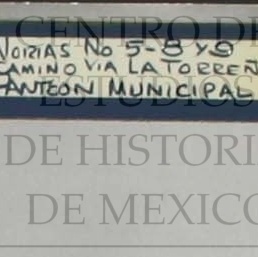 CENTRO DE
NORIAS No 5-8 y 9
CAMINO VIA LA TORREÑ
ESTUDIOS
PANTEON MUNICIPAL
DE HISTORI
DE MEXICO